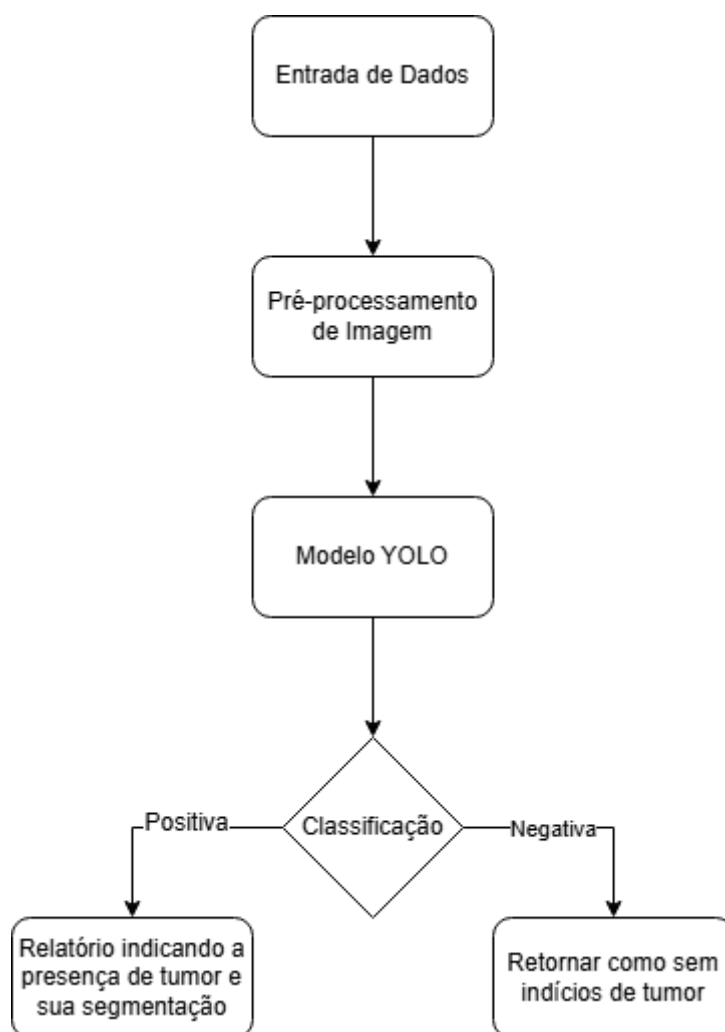 Entrada de Dados
Pré-processamento
de Imagem
Modelo YOLO
Positiva
Classificação
Negativa
Relatório indicando a
presença de tumor e
sua segmentação
Retornar como sem
indícios de tumor